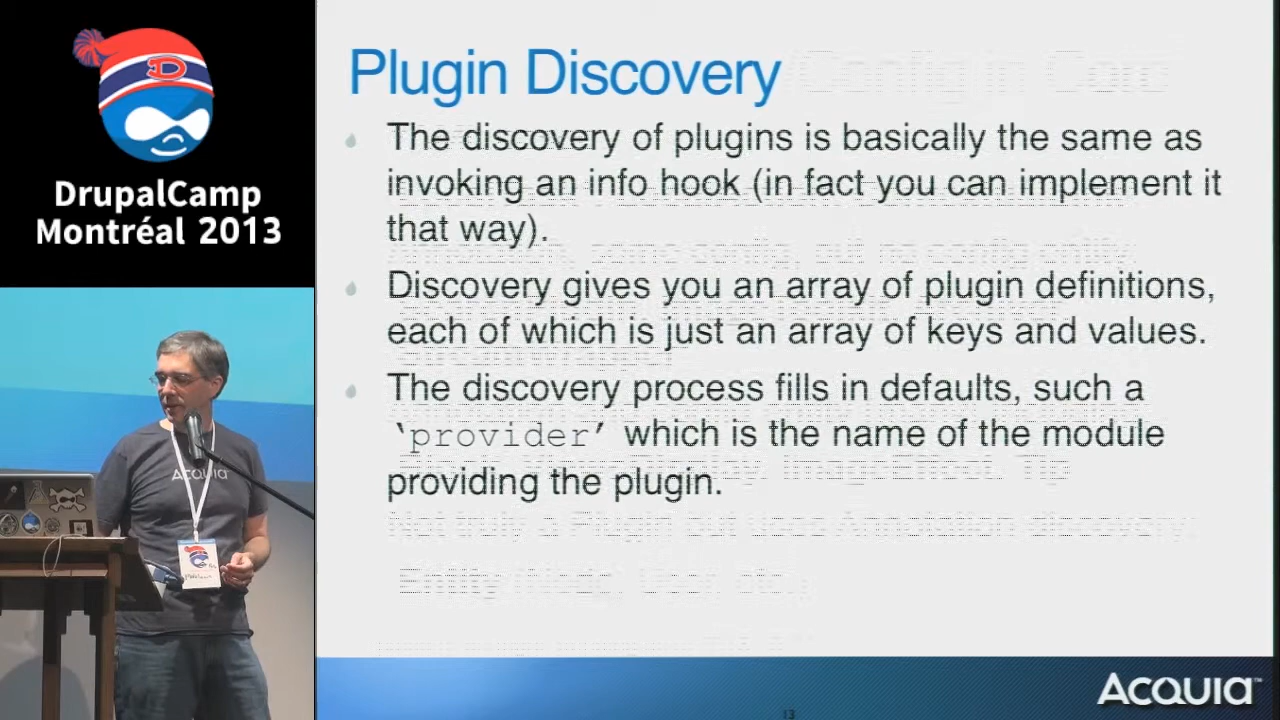 DrupalCamp
Montréal 2013
ACQUIA
Plugin Discovery
The discovery of plugins is basically the same as
invoking an info hook (in fact you can implement it
that way).
Discovery gives you an array of plugin definitions,
each of which is just an array of keys and values.
The discovery process fills in defaults, such a
‘provider’ which is the name of the module
providing the plugin.
13
ACQUIA™